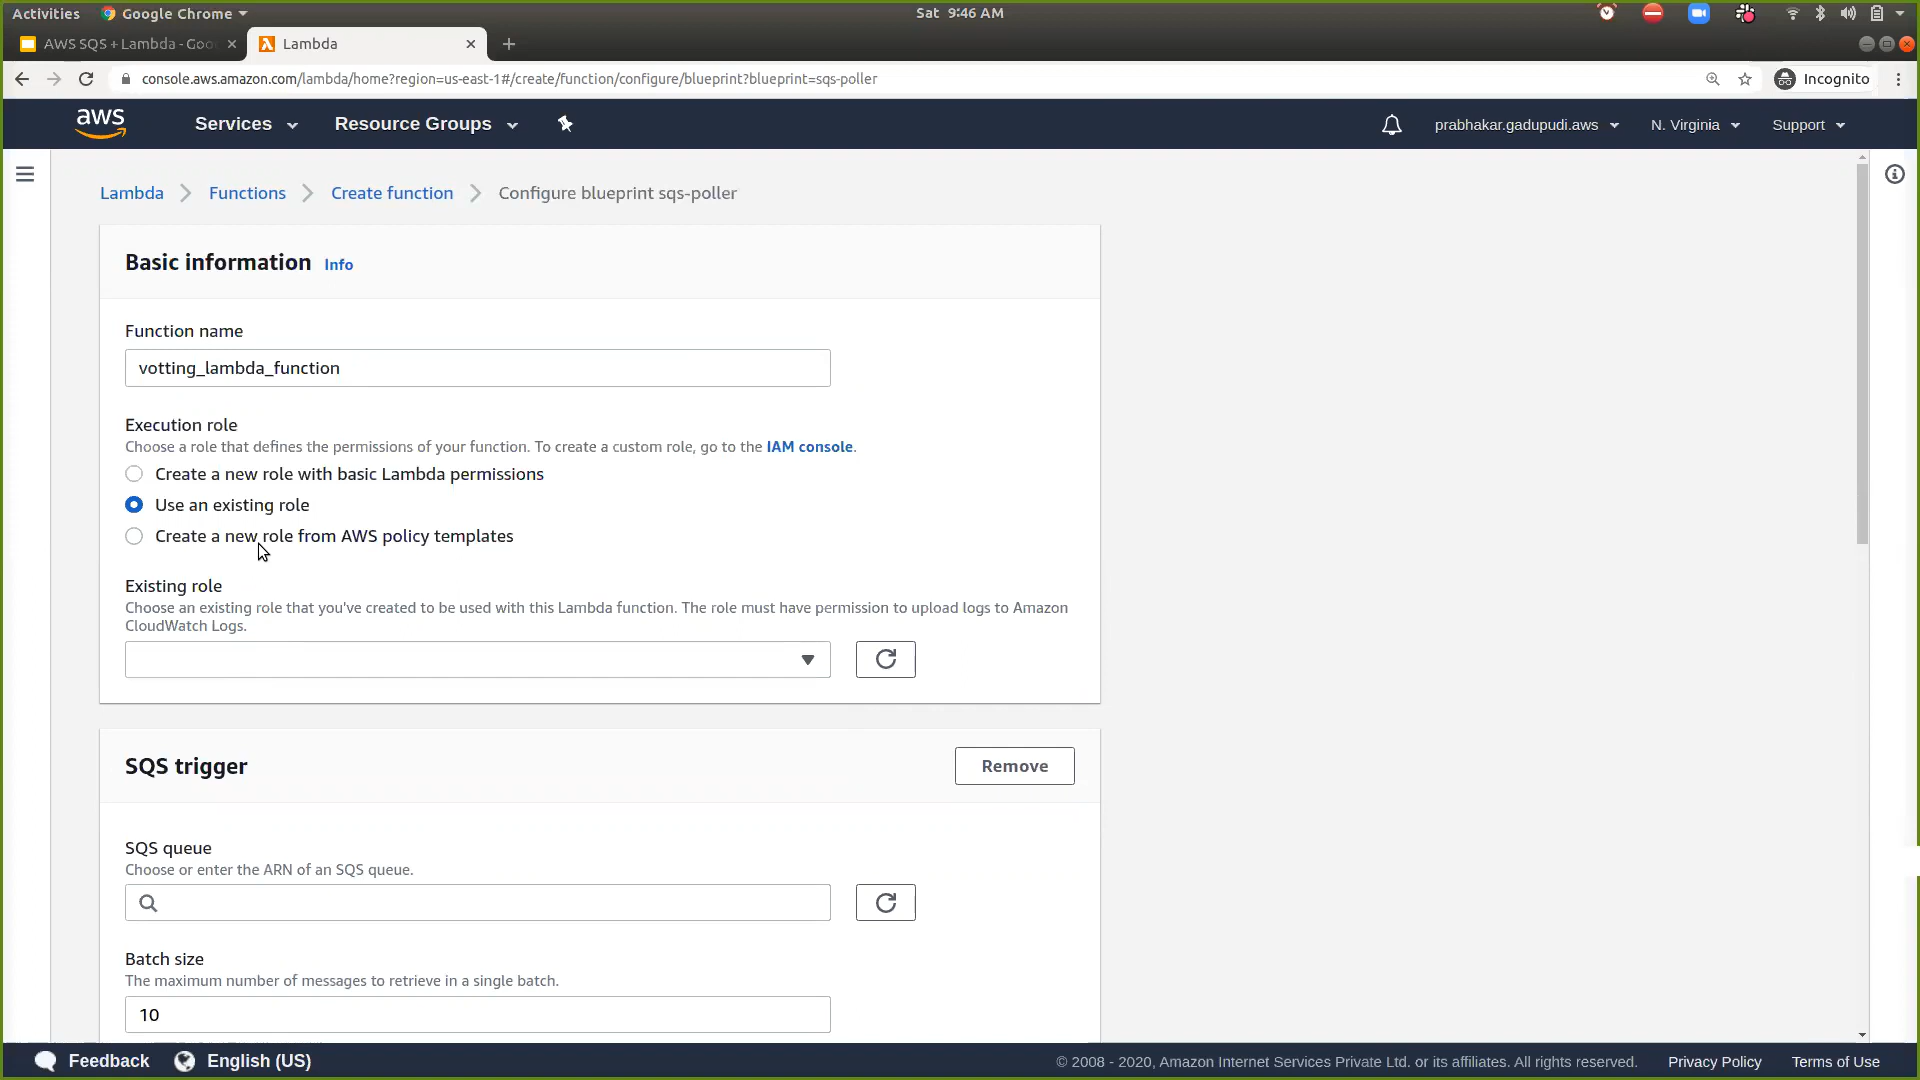 Activities Google Chrome Sat 9:46 AM
AWS SQS + Lambda - Goo Lambda
console.aws.amazon.com/lambda/home?region=us-east-1#/create/function/configure/blueprint?blueprint=sqs-poller Incognito
aws Services Resource Groups prabhakar.gadupudi.aws N. Virginia Support
Lambda Functions Create function Configure blueprint sqs-poller
Basic information Info
Function name
votting_lambda_function
Execution role
Choose a role that defines the permissions of your function. To create a custom role, go to the IAM console.
Create a new role with basic Lambda permissions
Use an existing role
Create a new role from AWS policy templates
Existing role
Choose an existing role that you've created to be used with this Lambda function. The role must have permission to upload logs to Amazon
CloudWatch Logs.
SQS trigger Remove
SQS queue
Choose or enter the ARN of an SQS queue.
Batch size
The maximum number of messages to retrieve in a single batch.
10
Feedback English (US) © 2008 - 2020, Amazon Internet Services Private Ltd. or its affiliates. All rights reserved. Privacy Policy Terms of Use